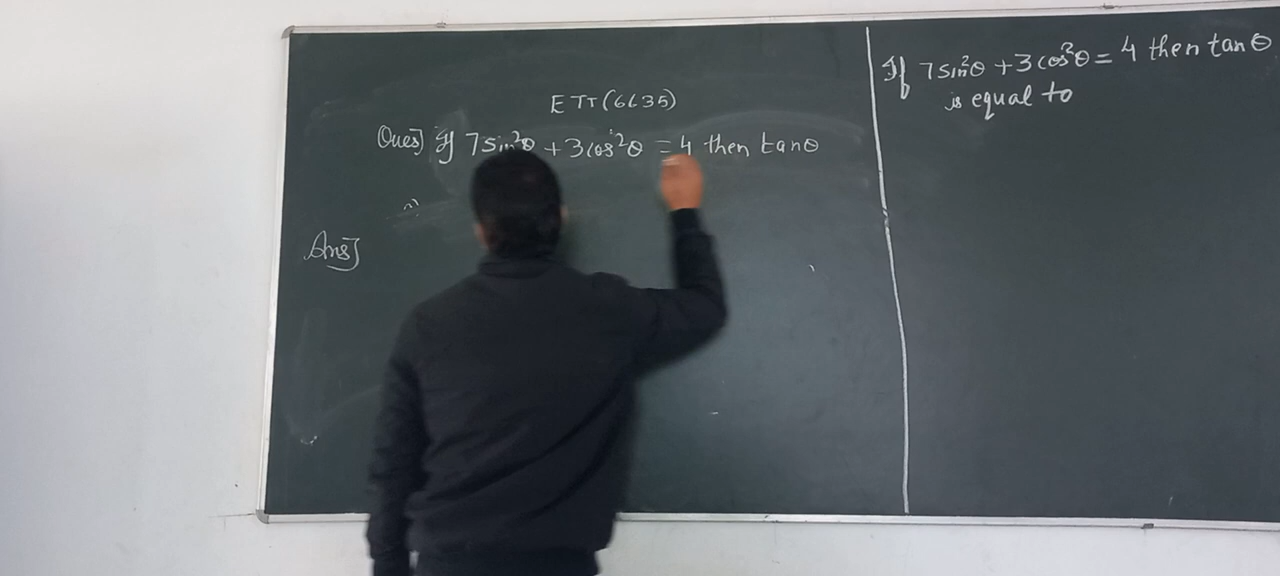 ETT (6635)
Ques] If 7sin²θ + 3cos²θ = 4 then tanθ
Ans]
If 7sin²θ + 3cos²θ = 4 then tanθ
is equal to